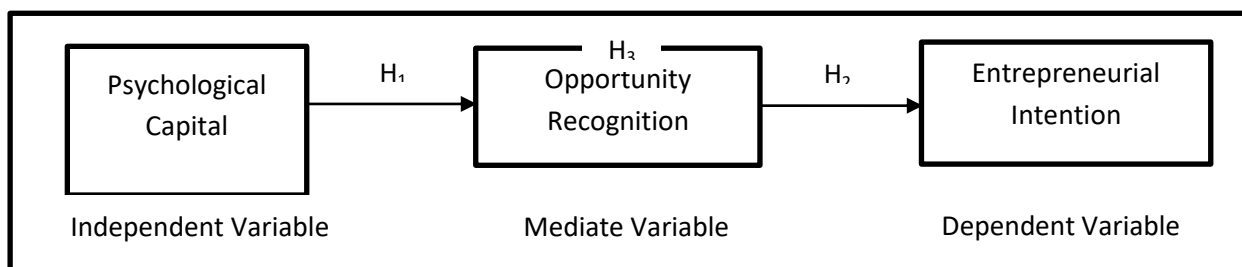 Psychological
Capital
H₁
H₃
Opportunity
Recognition
H₂
Entrepreneurial
Intention
Independent Variable
Mediate Variable
Dependent Variable